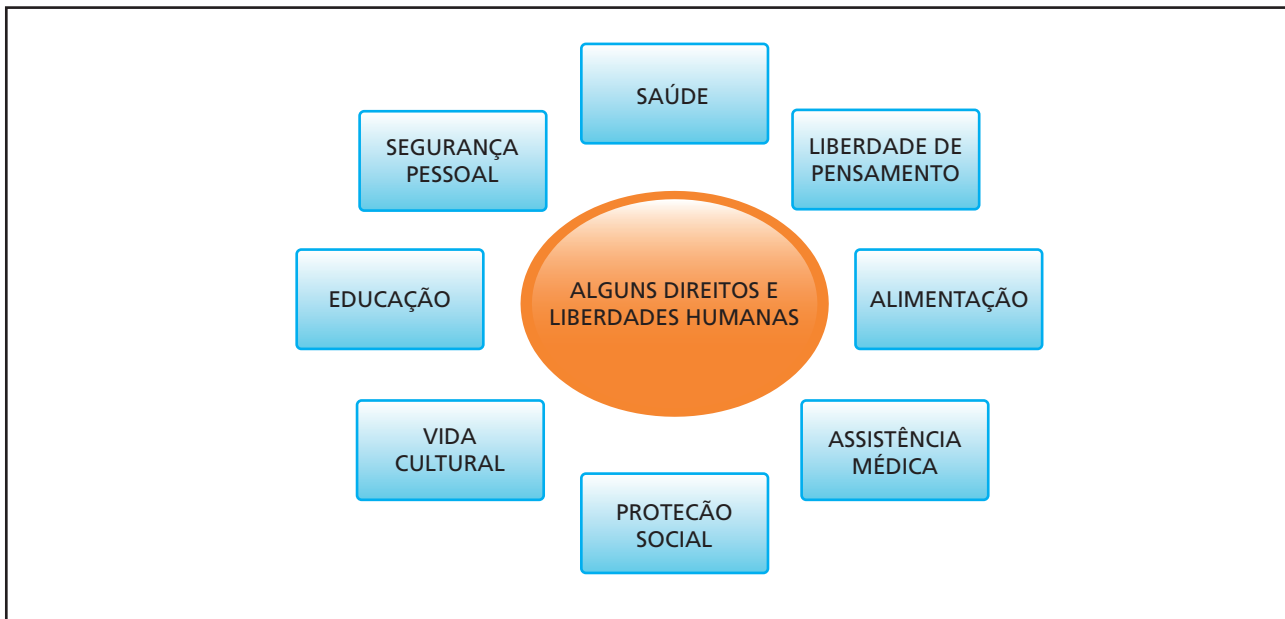 SAÚDE
SEGURANÇA
PESSOAL
LIBERDADE DE
PENSAMENTO
EDUCAÇÃO
ALGUNS DIREITOS E
LIBERDADES HUMANAS
ALIMENTAÇÃO
VIDA
CULTURAL
ASSISTÊNCIA
MÉDICA
PROTECÃO
SOCIAL